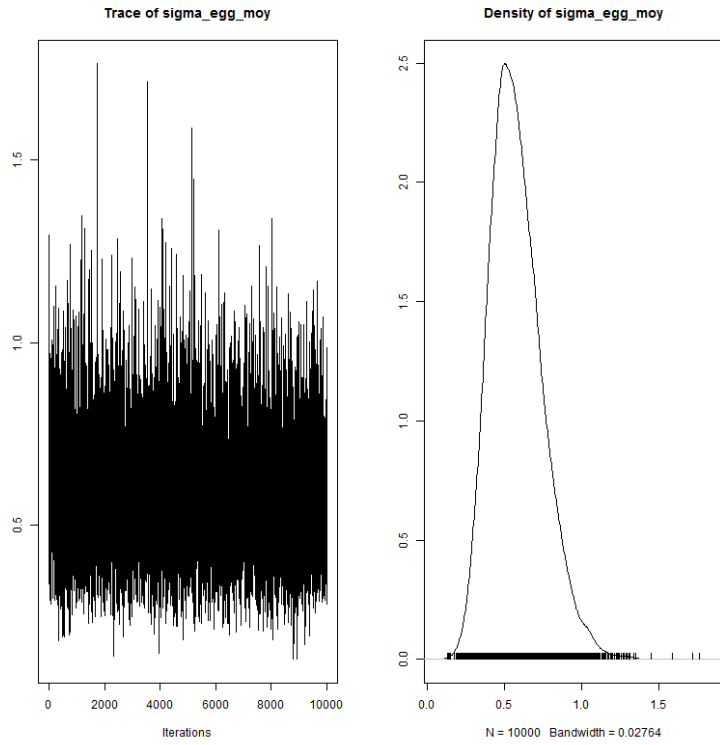 Trace of sigma_egg_moy
1.5
1.0
0.5
0 2000 4000 6000 8000 10000
Iterations
Density of sigma_egg_moy
2.5
2.0
1.5
1.0
0.5
0.0
0.0 0.5 1.0 1.5
N = 10000 Bandwidth = 0.02764